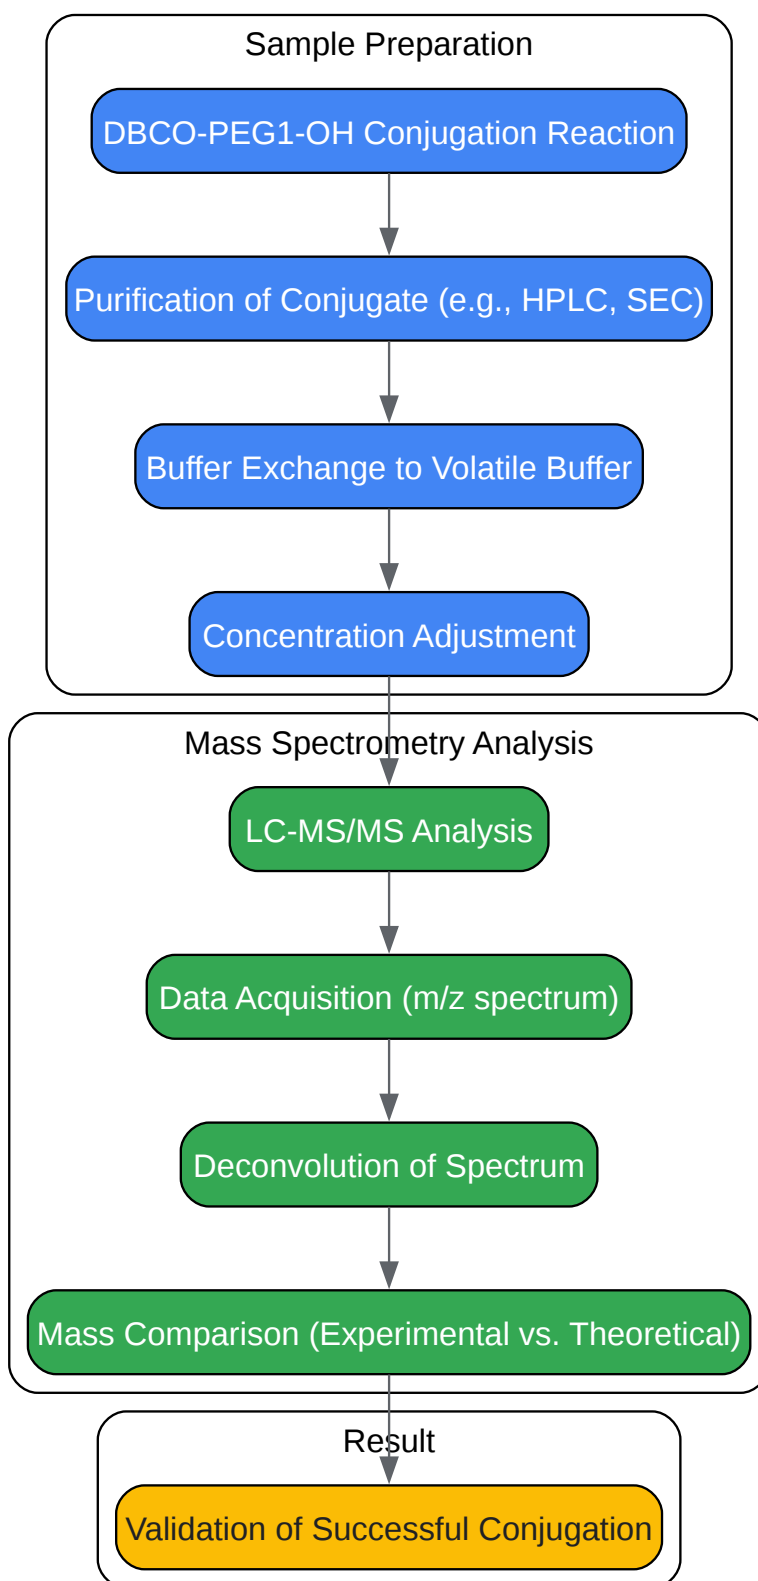 Sample Preparation
DBCO-PEG1-OH Conjugation Reaction
Purification of Conjugate (e.g., HPLC, SEC)
Buffer Exchange to Volatile Buffer
Concentration Adjustment
Mass Spectrometry Analysis
LC-MS/MS Analysis
Data Acquisition (m/z spectrum)
Deconvolution of Spectrum
Mass Comparison (Experimental vs. Theoretical)
Result
Validation of Successful Conjugation